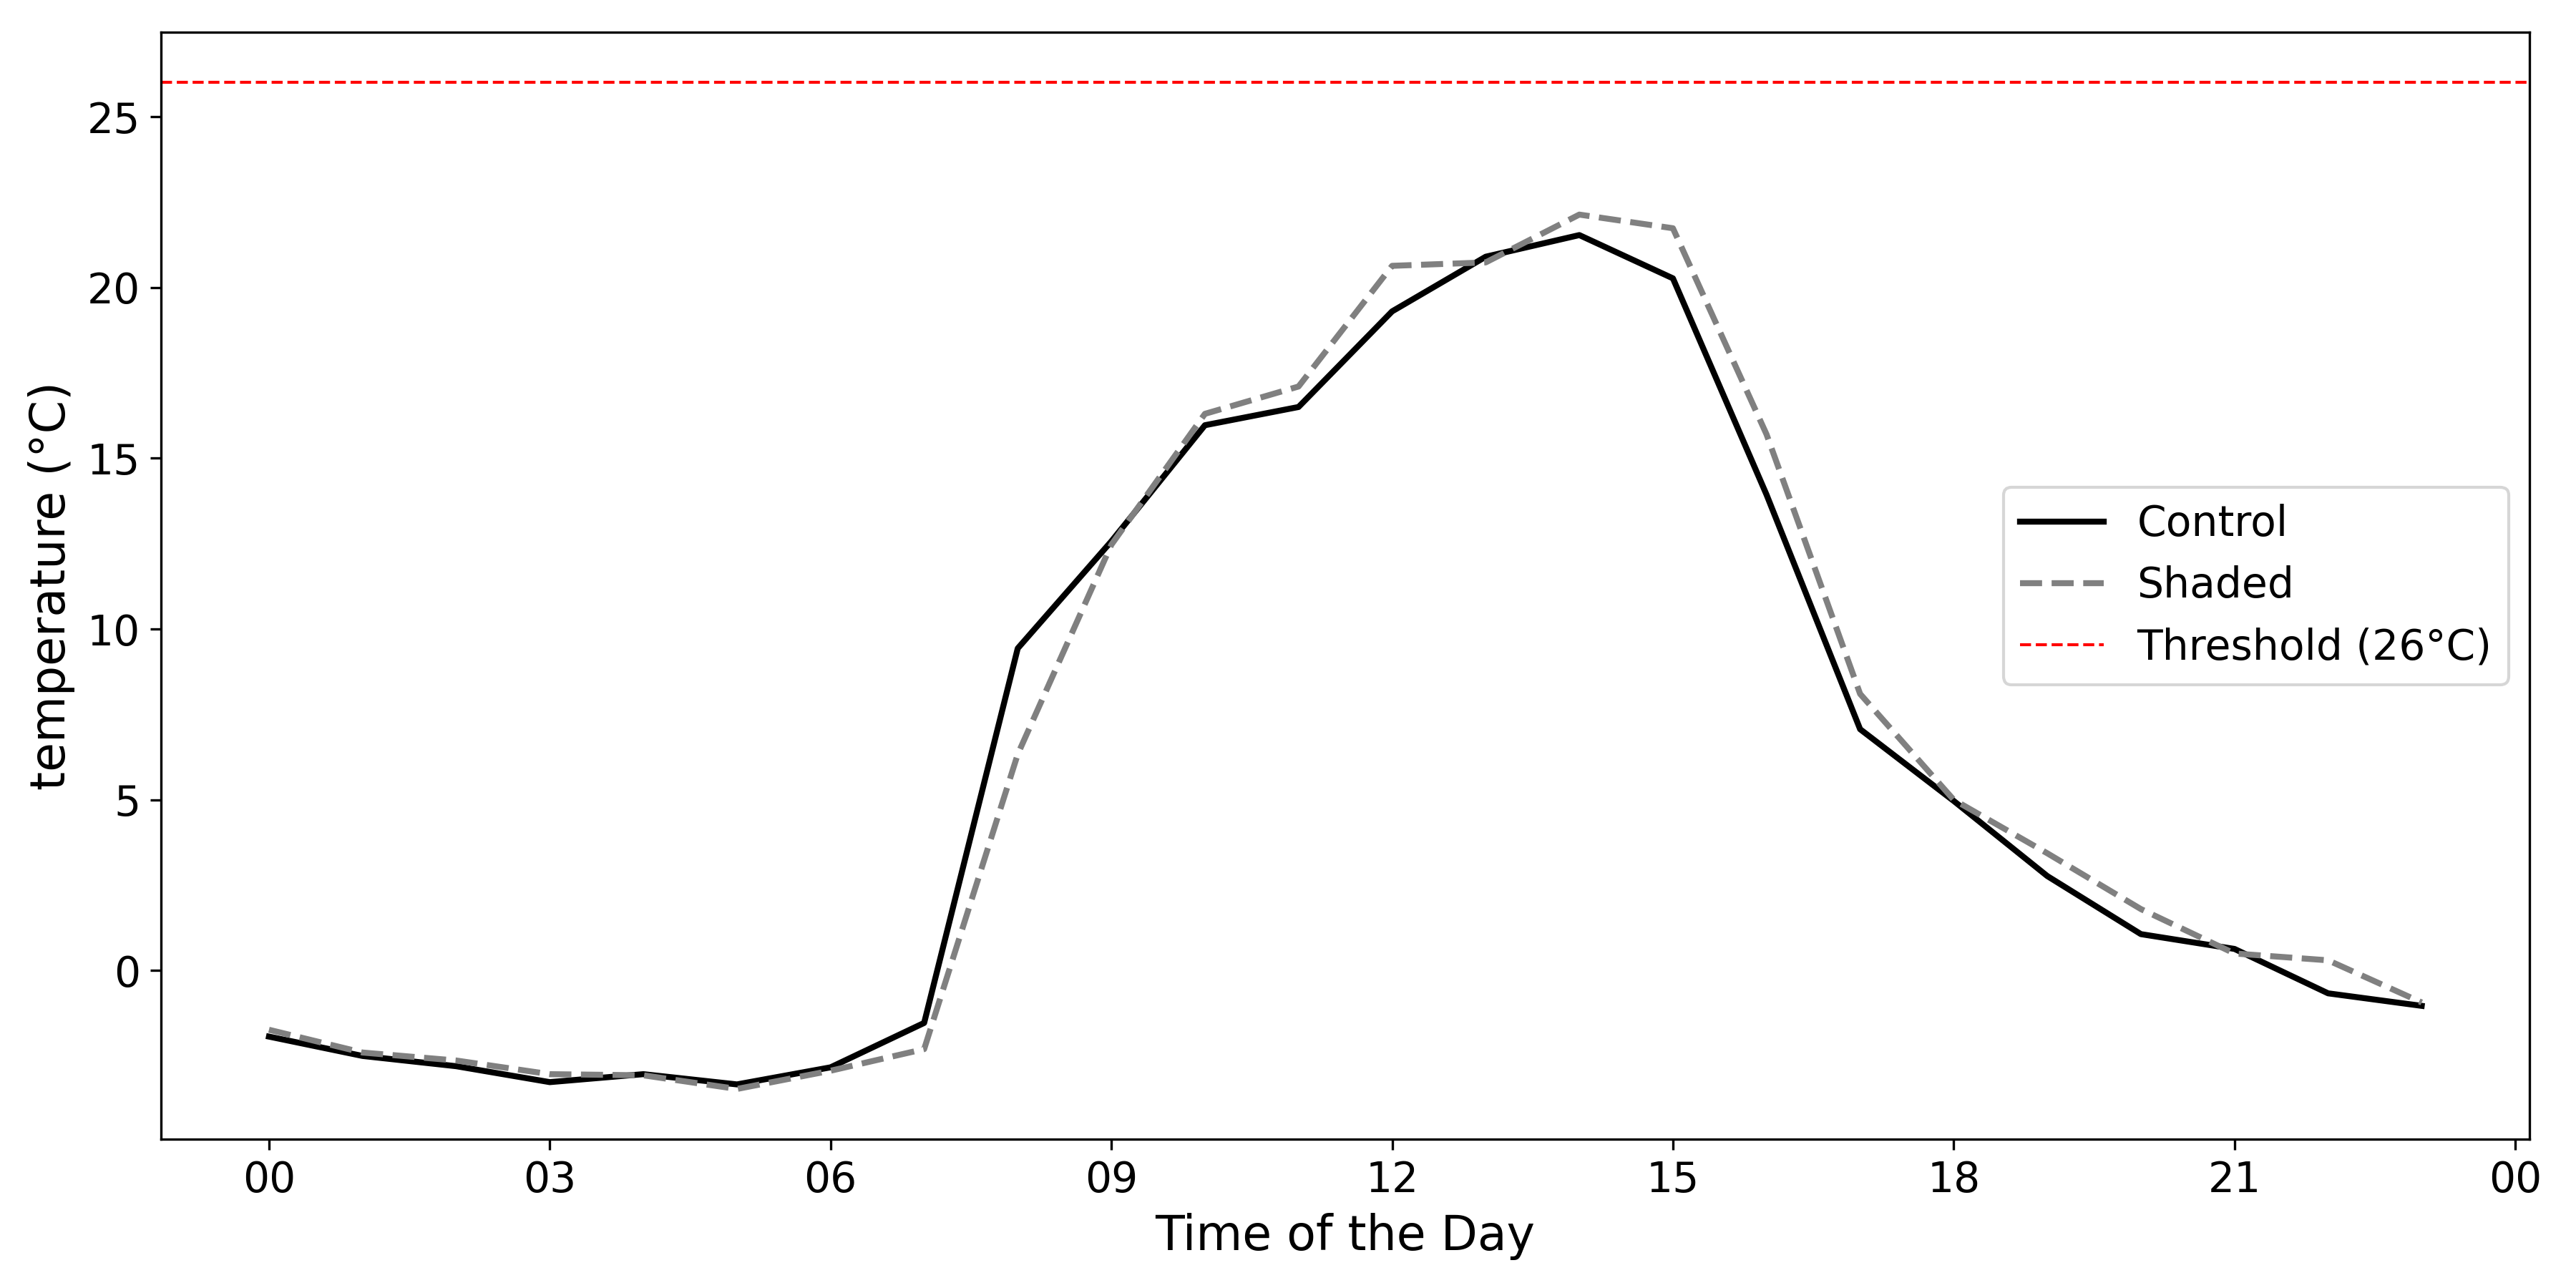 temperature (°C)
25
20
15
10
5
0
Control
Shaded
Threshold (26°C)
00 03 06 09 12 15 18 21 00
Time of the Day